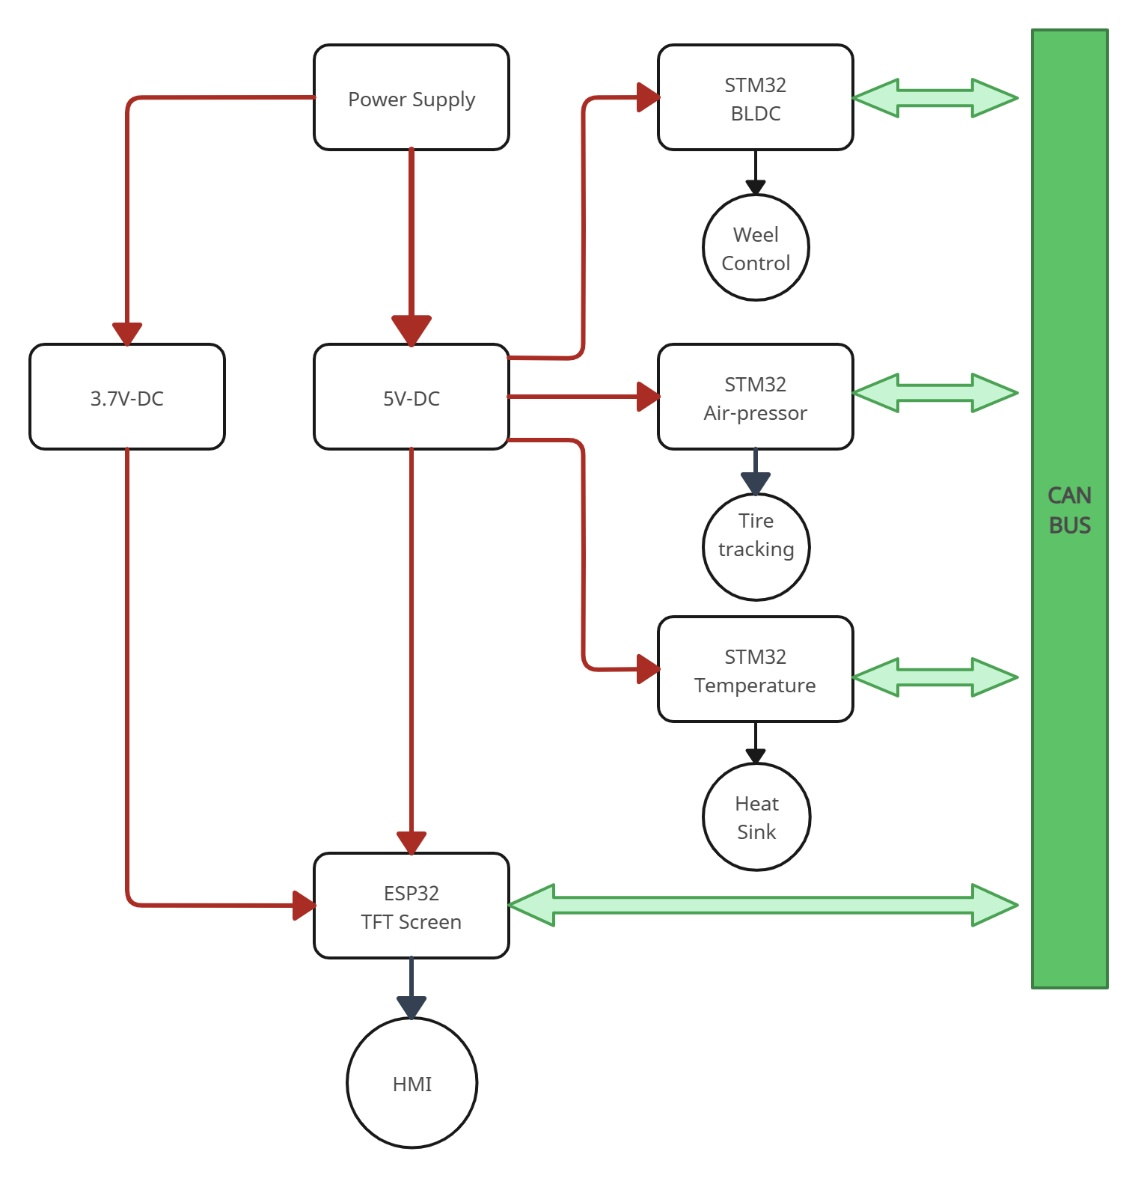 Power Supply
STM32
BLDC
Weel
Control
3.7V-DC
5V-DC
STM32
Air-pressor
Tire
tracking
CAN
BUS
STM32
Temperature
Heat
Sink
ESP32
TFT Screen
HMI